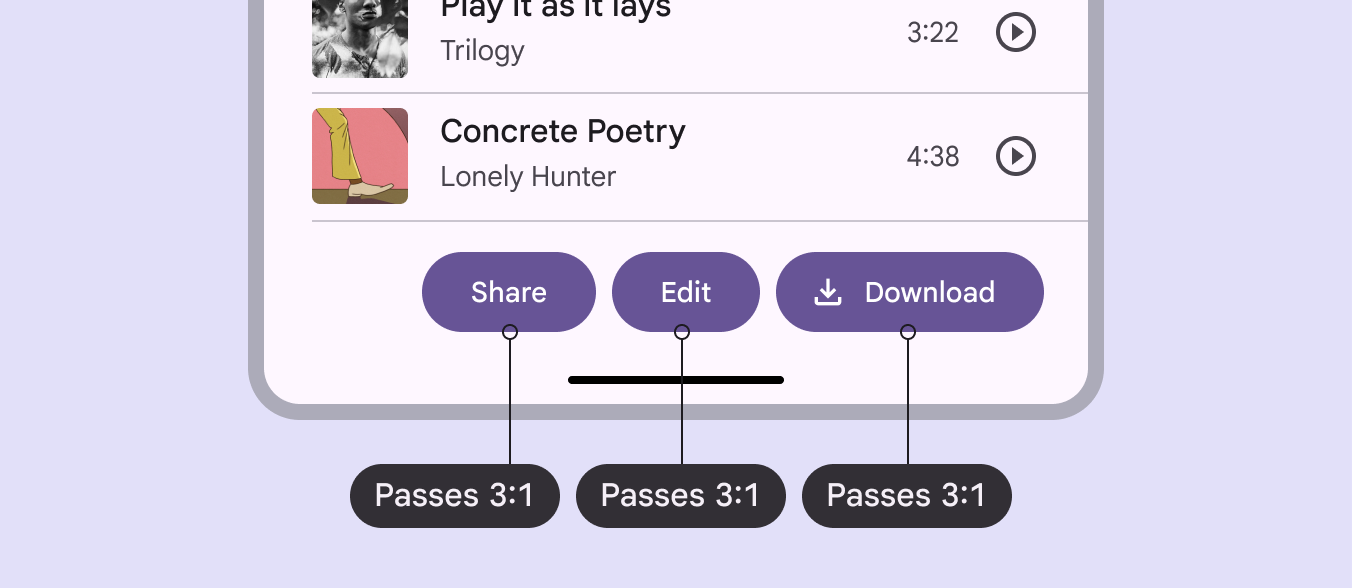 Play it as it lays
Trilogy
3:22
Concrete Poetry
Lonely Hunter
4:38
Share
Edit
Download
Passes 3:1
Passes 3:1
Passes 3:1